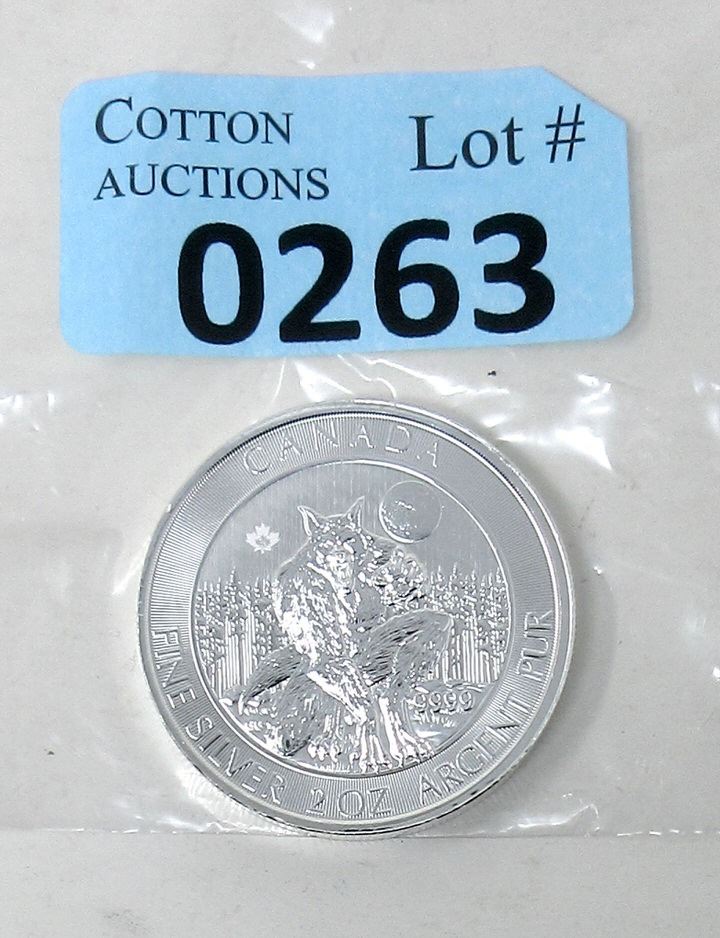 COTTON
AUCTIONS
Lot #
0263
CANADA
9999
FINE SILVER 2 OZ ARGENT PUR